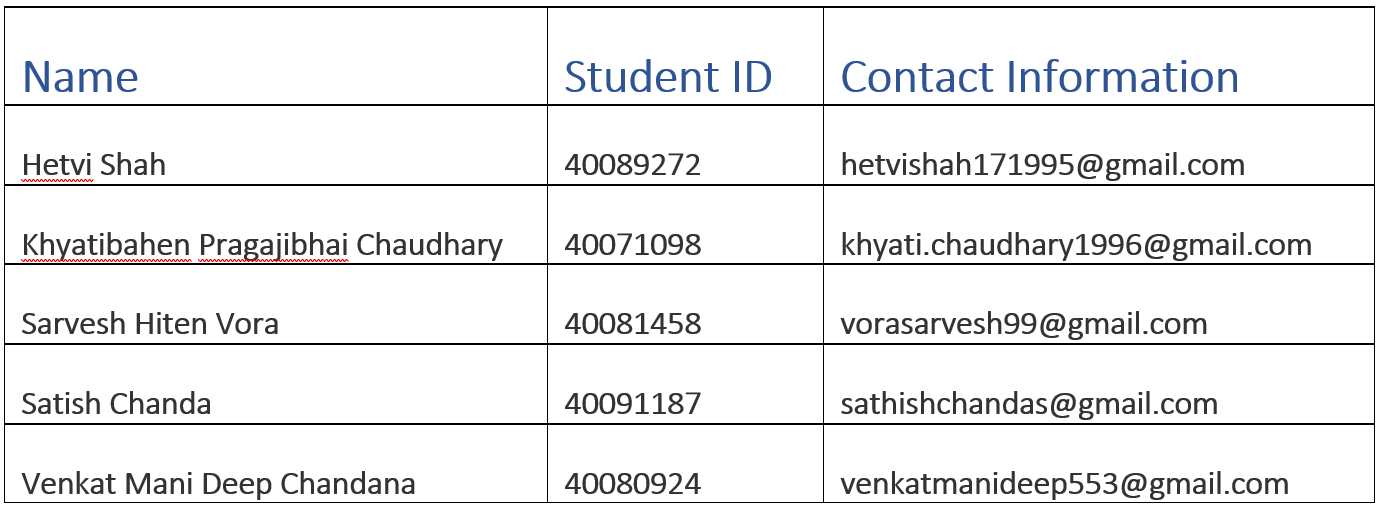 Name Student ID Contact Information
Hetvi Shah 40089272 hetvishah171995@gmail.com
Khyatibahen Pragajibhai Chaudhary 40071098 khyati.chaudhary1996@gmail.com
Sarvesh Hiten Vora 40081458 vorasarvesh99@gmail.com
Satish Chanda 40091187 sathishchandas@gmail.com
Venkat Mani Deep Chandana 40080924 venkatmanideep553@gmail.com